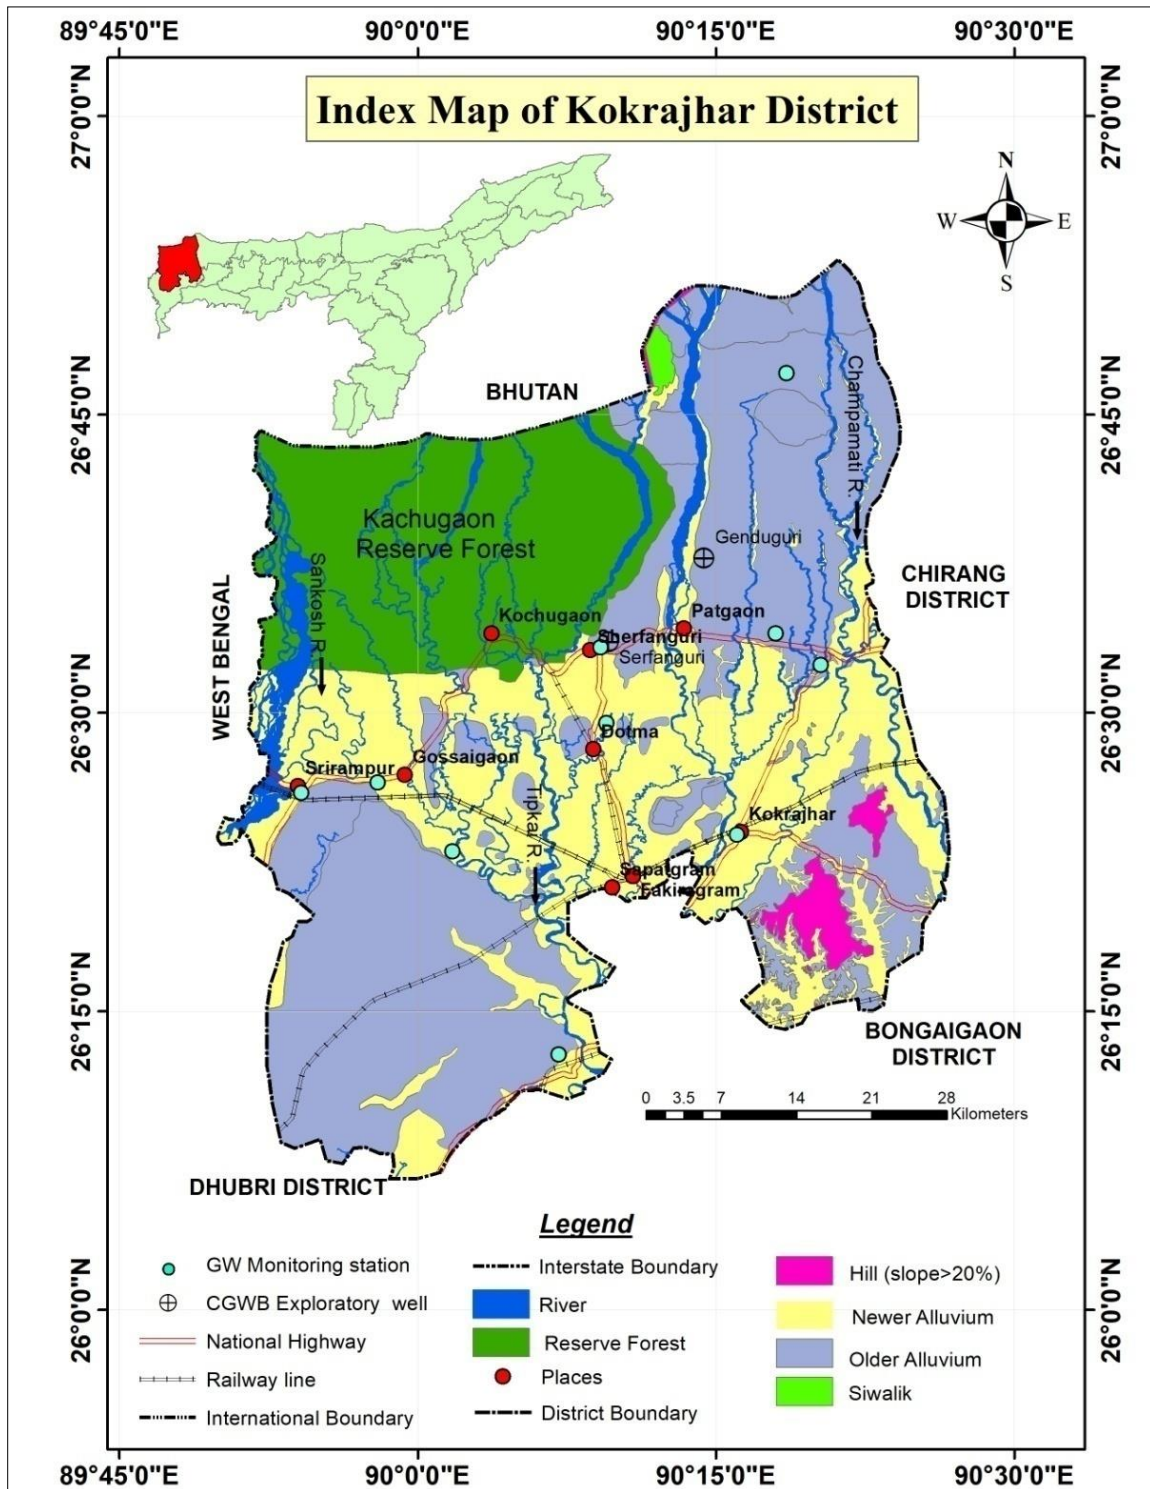 89°45'0"E 90°0'0"E 90°15'0"E 90°30'0"E
27°0'0"N
27°0'0"N
Index Map of Kokrajhar District
N
W
E
S
BHUTAN
26°45'0"N
26°45'0"N
Champamati R.
Kachugaon
Reserve Forest
Genduguri
Sankosh R.
CHIRANG
DISTRICT
WEST BENGAL
Kochugaon
Patgaon
Sherfanguri
Serfanguri
26°30'0"N
26°30'0"N
Dotma
Gossaigaon
Srirampur
Tipkai R.
Kokrajhar
Sapatgram
Fakiragram
26°15'0"N
26°15'0"N
BONGAIGAON
DISTRICT
0 3.5 7 14 21 28
Kilometers
DHUBRI DISTRICT
Legend
GW Monitoring station
CGWB Exploratory well
National Highway
Railway line
International Boundary
Interstate Boundary
River
Reserve Forest
Places
District Boundary
Hill (slope>20%)
Newer Alluvium
Older Alluvium
Siwalik
26°0'0"N
26°0'0"N
89°45'0"E 90°0'0"E 90°15'0"E 90°30'0"E